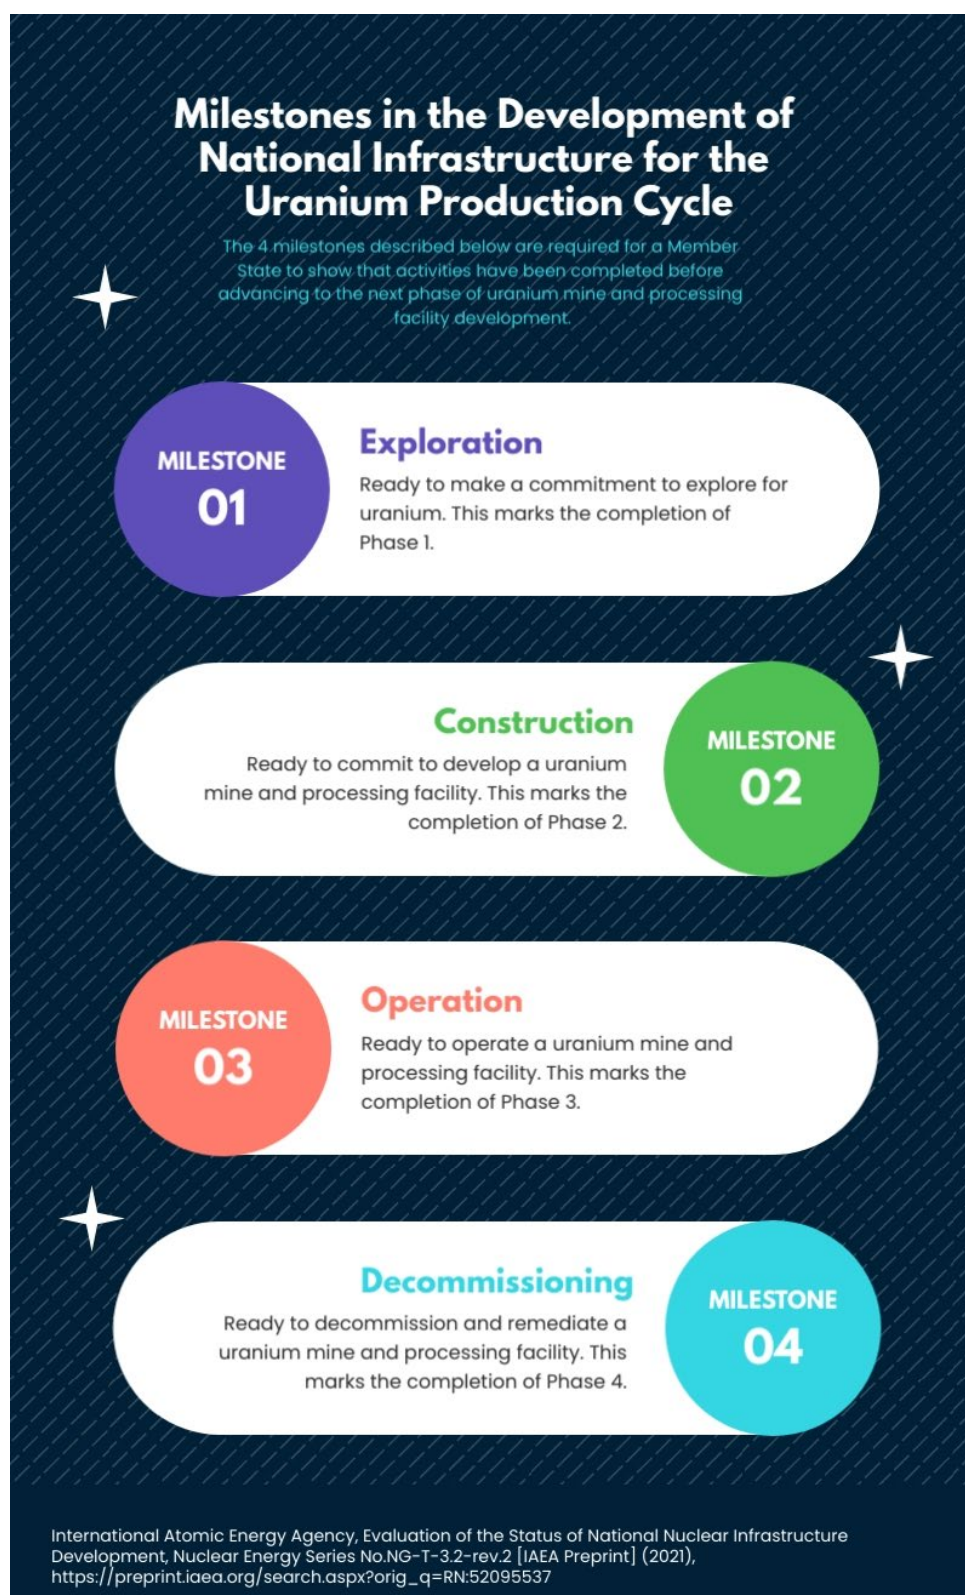 Milestones in the Development of
National Infrastructure for the
Uranium Production Cycle
The 4 milestones described below are required for a Member
State to show that activities have been completed before
advancing to the next phase of uranium mine and processing
facility development.
MILESTONE
01
Exploration
Ready to make a commitment to explore for
uranium. This marks the completion of
Phase 1.
Construction
Ready to commit to develop a uranium
mine and processing facility. This marks the
completion of Phase 2.
MILESTONE
02
MILESTONE
03
Operation
Ready to operate a uranium mine and
processing facility. This marks the
completion of Phase 3.
Decommissioning
Ready to decommission and remediate a
uranium mine and processing facility. This
marks the completion of Phase 4.
MILESTONE
04
International Atomic Energy Agency, Evaluation of the Status of National Nuclear Infrastructure
Development, Nuclear Energy Series No.NG-T-3.2-rev.2 [IAEA Preprint] (2021),
https://preprint.iaea.org/search.aspx?orig_q=RN:52095537